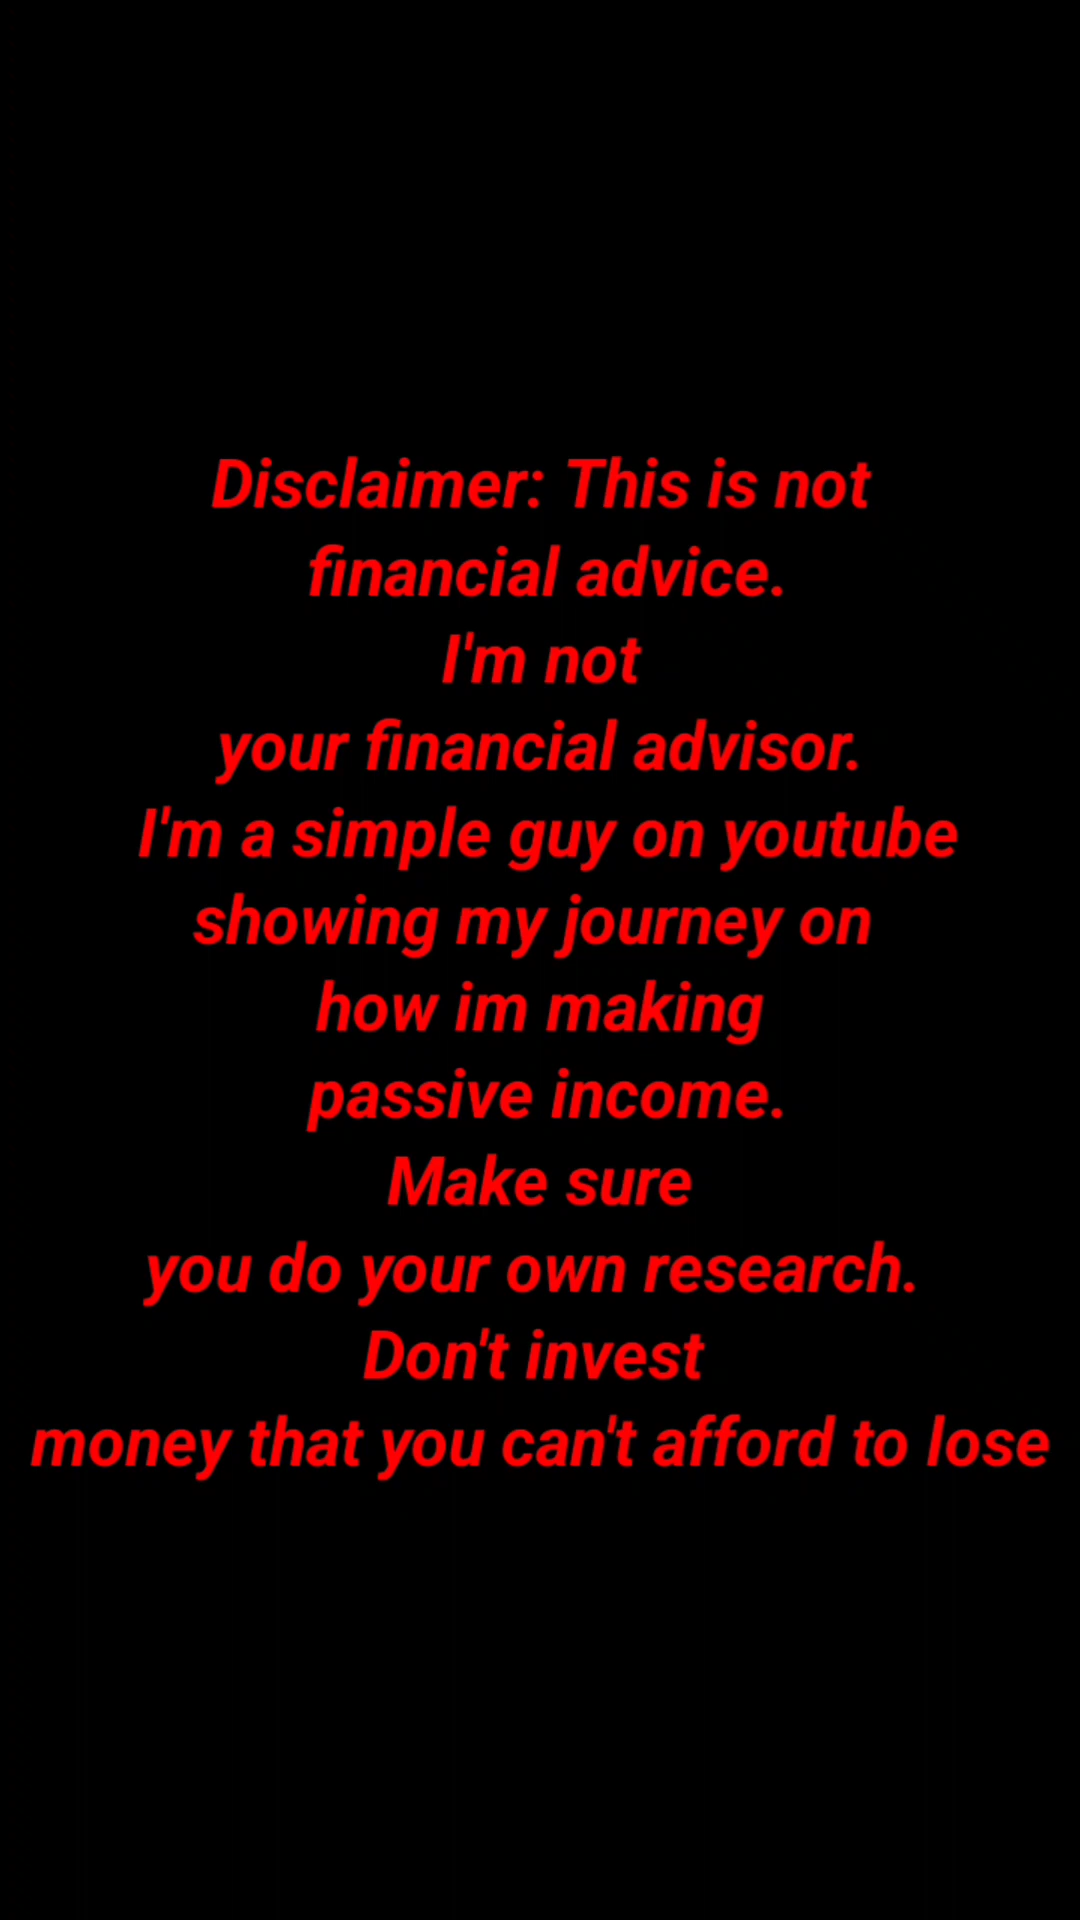 Disclaimer: This is not
financial advice.
I'm not
your financial advisor.
I'm a simple guy on youtube
showing my journey on
how im making
passive income.
Make sure
you do your own research.
Don't invest
money that you can't afford to lose